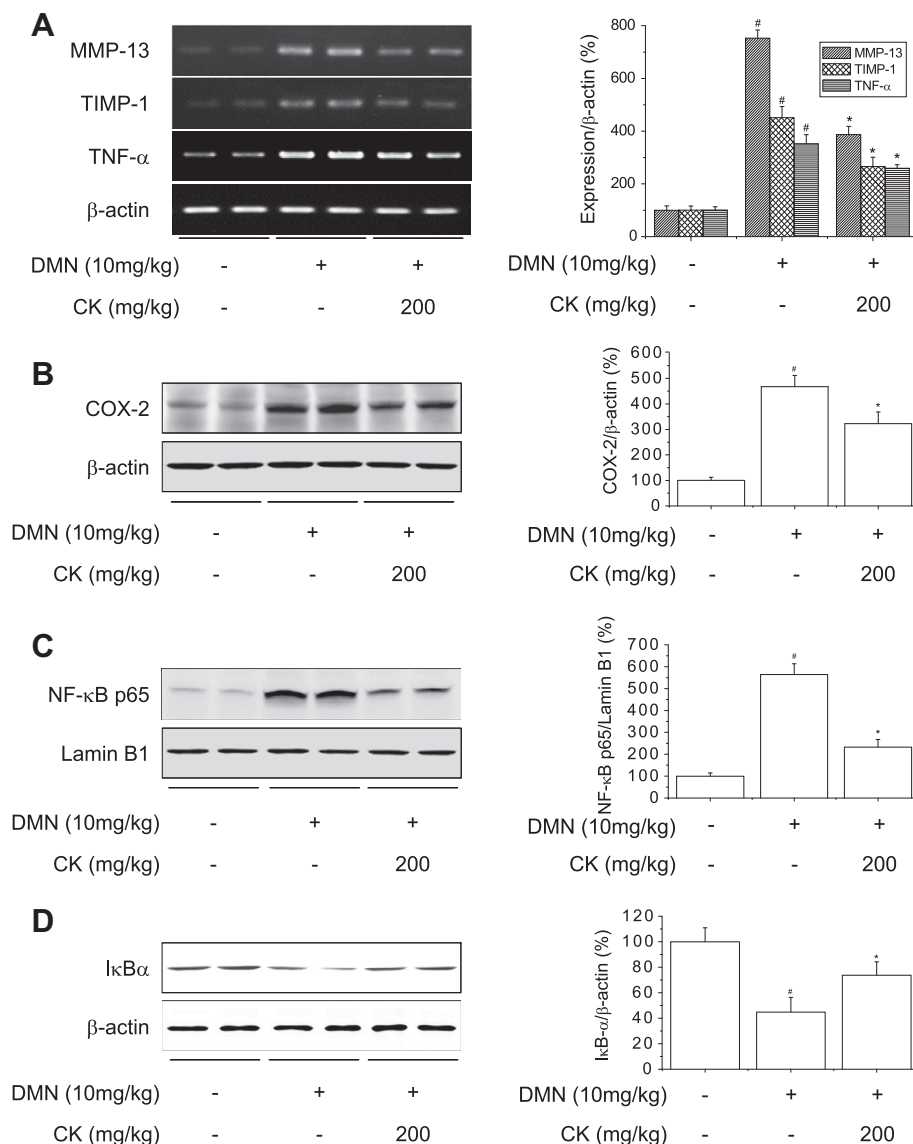 A
MMP-13
TIMP-1
TNF-α
β-actin
DMN (10mg/kg) - + +
CK (mg/kg) - - 200
Expression/β-actin (%)
800
600
400
200
0
# # # * * *
MMP-13
TIMP-1
TNF-α
DMN (10mg/kg) - + +
CK (mg/kg) - - 200
B
COX-2
β-actin
DMN (10mg/kg) - + +
CK (mg/kg) - - 200
COX-2/β-actin (%)
600
500
400
300
200
100
0
# *
DMN (10mg/kg) - + +
CK (mg/kg) - - 200
C
NF-κB p65
Lamin B1
DMN (10mg/kg) - + +
CK (mg/kg) - - 200
NF-κB p65/Lamin B1 (%)
700
600
500
400
300
200
100
0
# *
DMN (10mg/kg) - + +
CK (mg/kg) - - 200
D
IκBα
β-actin
DMN (10mg/kg) - + +
CK (mg/kg) - - 200
IκB-α/β-actin (%)
120
100
80
60
40
20
0
# *
DMN (10mg/kg) - + +
CK (mg/kg) - - 200